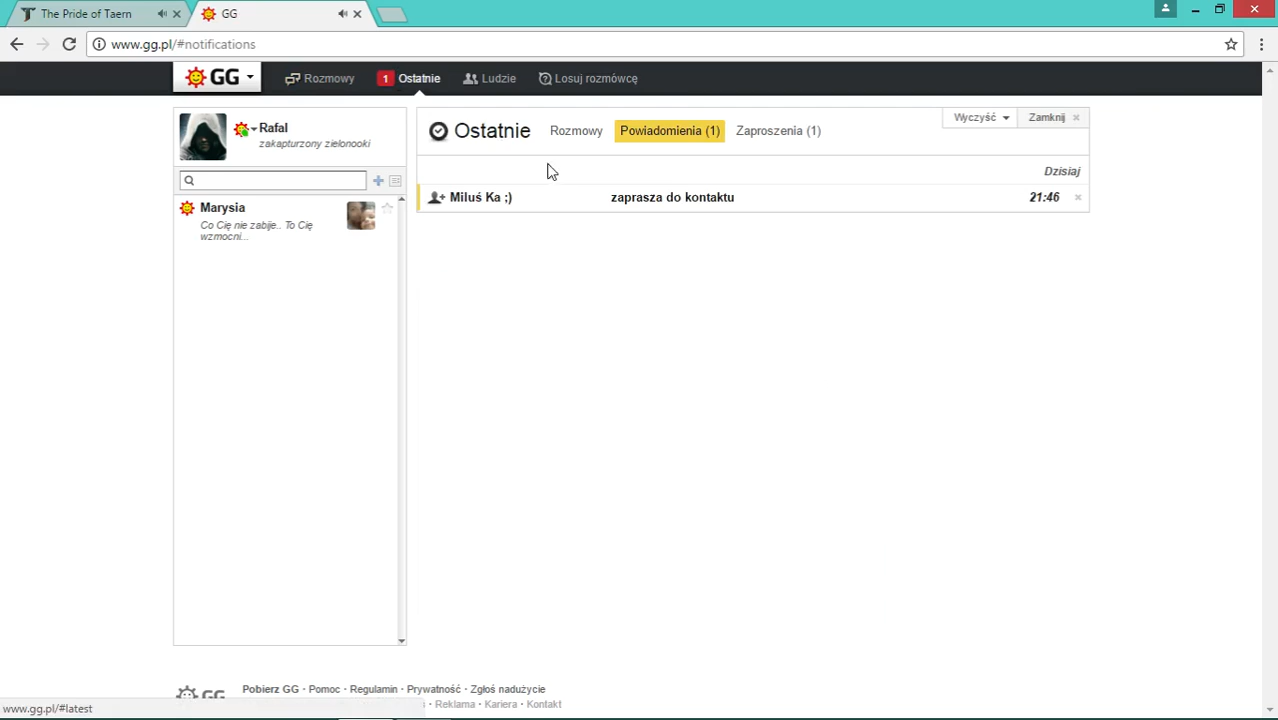 The Pride of Taern
GG
www.gg.pl/#notifications
GG
Rozmowy
1 Ostatnie
Ludzie
Losuj rozmówcę
Rafal
zakapturzony zielonooki
Marysia
Co Cię nie zabije.. To Cię
wzmocni...
Ostatnie
Rozmowy
Powiadomienia (1)
Zaproszenia (1)
Wyczyść
Zamknij
Dzisiaj
Miluś Ka ;) zaprasza do kontaktu 21:46
GG
Pobierz GG · Pomoc · Regulamin · Prywatność · Zgłoś nadużycie
· Reklama · Kariera · Kontakt
www.gg.pl/#latest